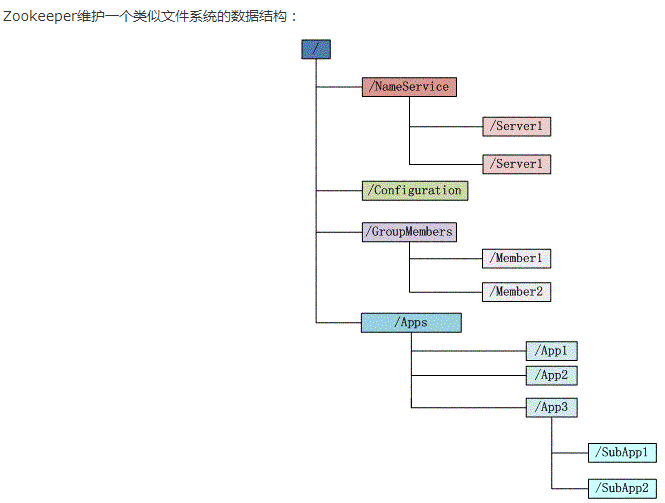 Zookeeper维护一个类似文件系统的数据结构：
/
/NameService
/Server1
/Server1
/Configuration
/GroupMembers
/Member1
/Member2
/Apps
/App1
/App2
/App3
/SubApp1
/SubApp2